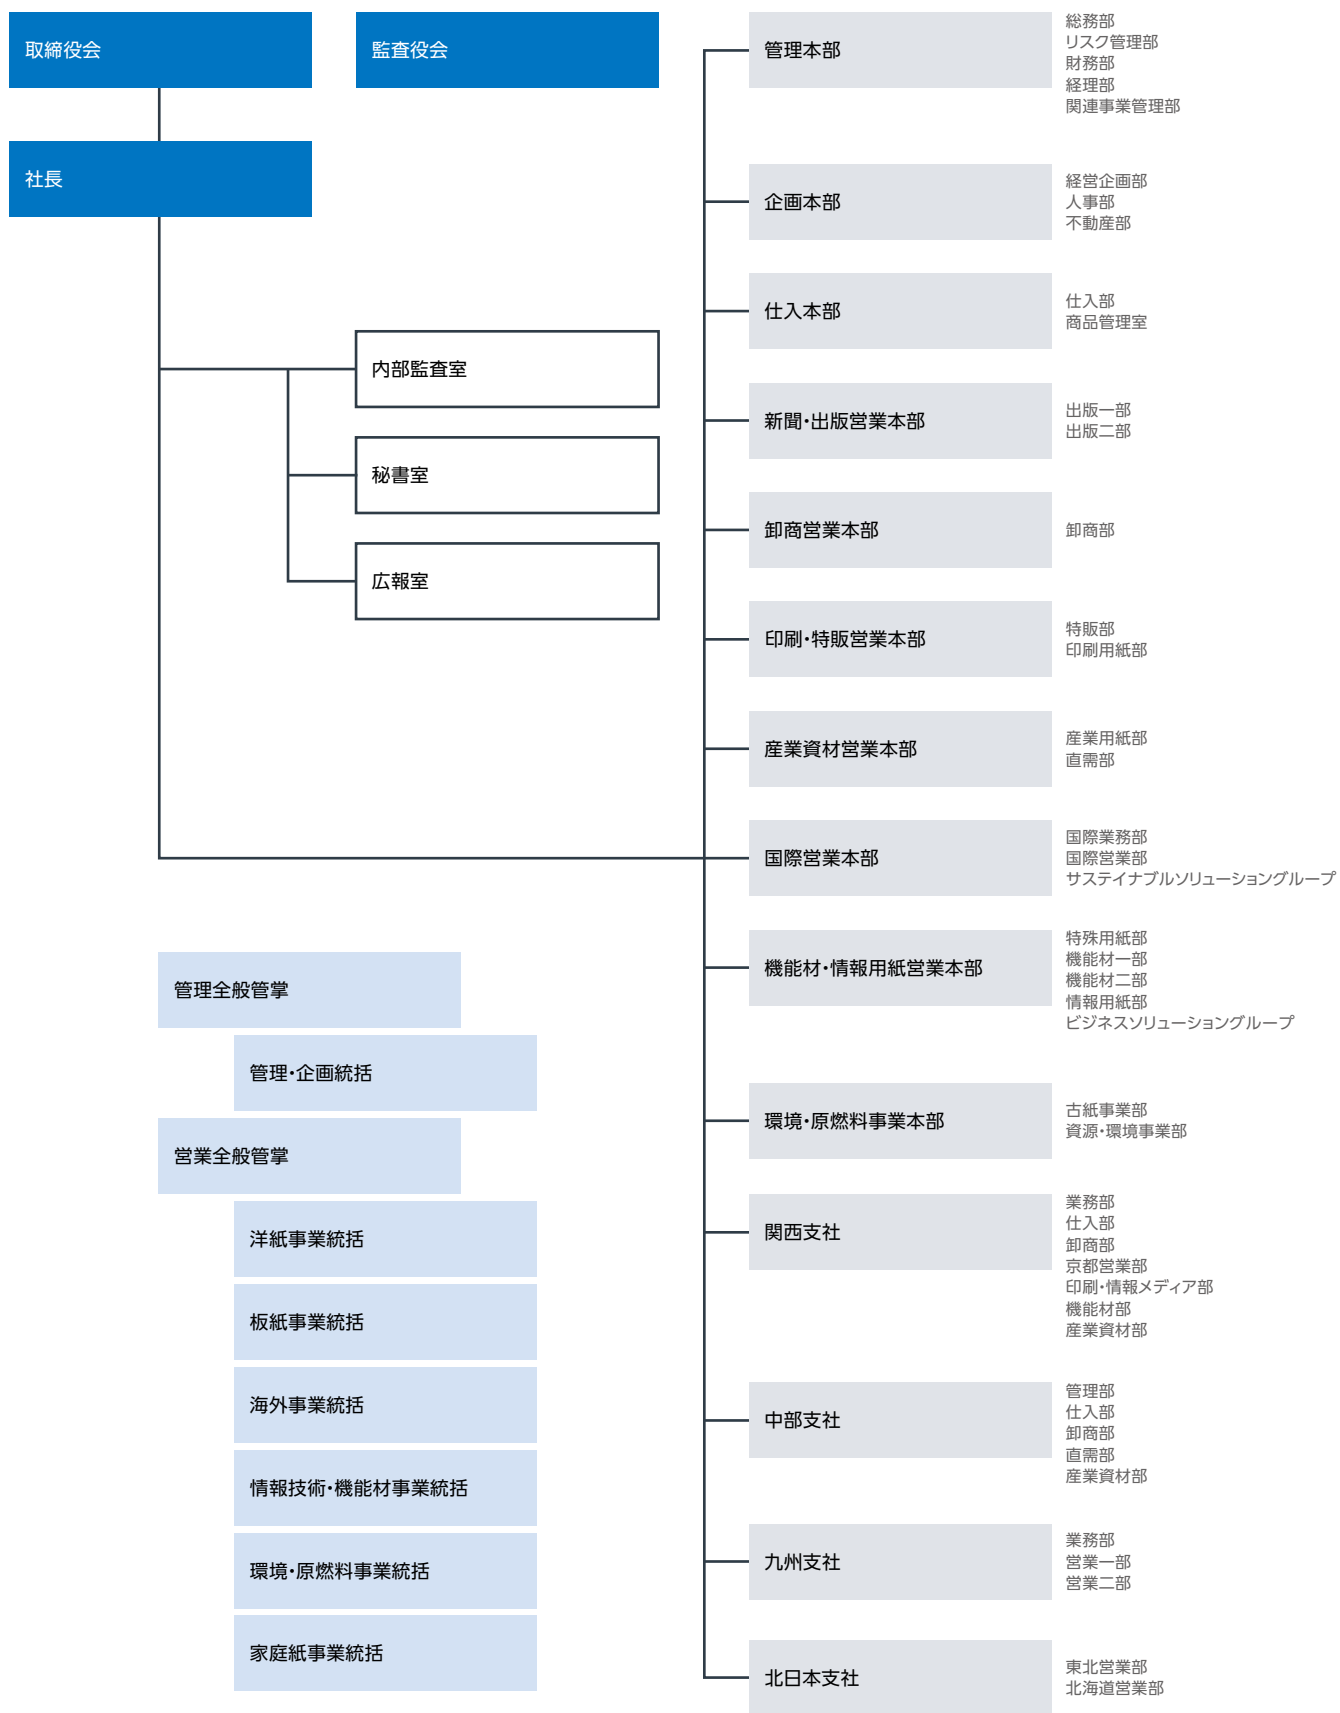 取締役会
監査役会
社長
内部監査室
秘書室
広報室
管理全般管掌
管理・企画統括
営業全般管掌
洋紙事業統括
板紙事業統括
海外事業統括
情報技術・機能材事業統括
環境・原燃料事業統括
家庭紙事業統括
管理本部
総務部
リスク管理部
財務部
経理部
関連事業管理部
企画本部
経営企画部
人事部
不動産部
仕入本部
仕入部
商品管理室
新聞・出版営業本部
出版一部
出版二部
卸商営業本部
卸商部
印刷・特販営業本部
特販部
印刷用紙部
産業資材営業本部
産業用紙部
直需部
国際営業本部
国際業務部
国際営業部
サステイナブルソリューショングループ
機能材・情報用紙営業本部
特殊用紙部
機能材一部
機能材二部
情報用紙部
ビジネスソリューショングループ
環境・原燃料事業本部
古紙事業部
資源・環境事業部
関西支社
業務部
仕入部
卸商部
京都営業部
印刷・情報メディア部
機能材部
産業資材部
中部支社
管理部
仕入部
卸商部
直需部
産業資材部
九州支社
業務部
営業一部
営業二部
北日本支社
東北営業部
北海道営業部